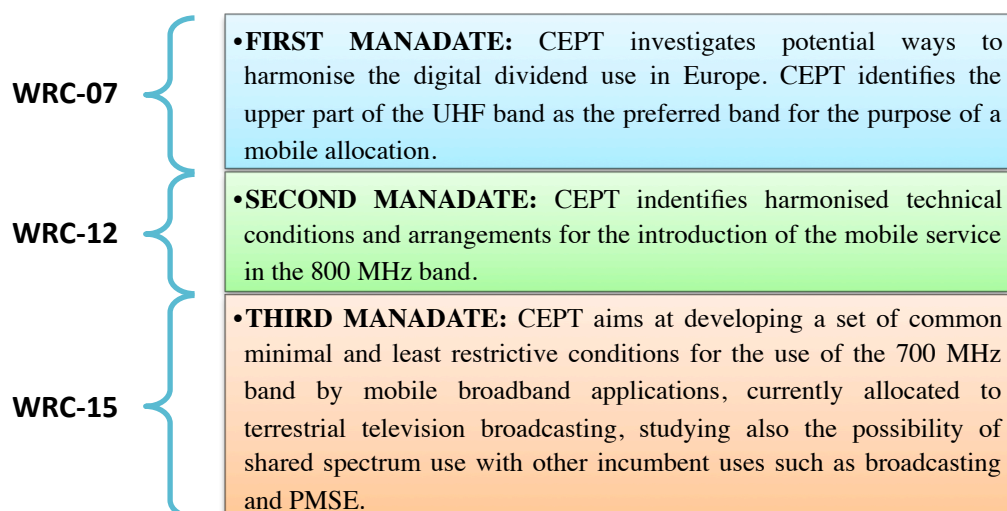 WRC-07
•FIRST MANADATE: CEPT investigates potential ways to
harmonise the digital dividend use in Europe. CEPT identifies the
upper part of the UHF band as the preferred band for the purpose of a
mobile allocation.
WRC-12
•SECOND MANADATE: CEPT indentifies harmonised technical
conditions and arrangements for the introduction of the mobile service
in the 800 MHz band.
WRC-15
•THIRD MANADATE: CEPT aims at developing a set of common
minimal and least restrictive conditions for the use of the 700 MHz
band by mobile broadband applications, currently allocated to
terrestrial television broadcasting, studying also the possibility of
shared spectrum use with other incumbent uses such as broadcasting
and PMSE.